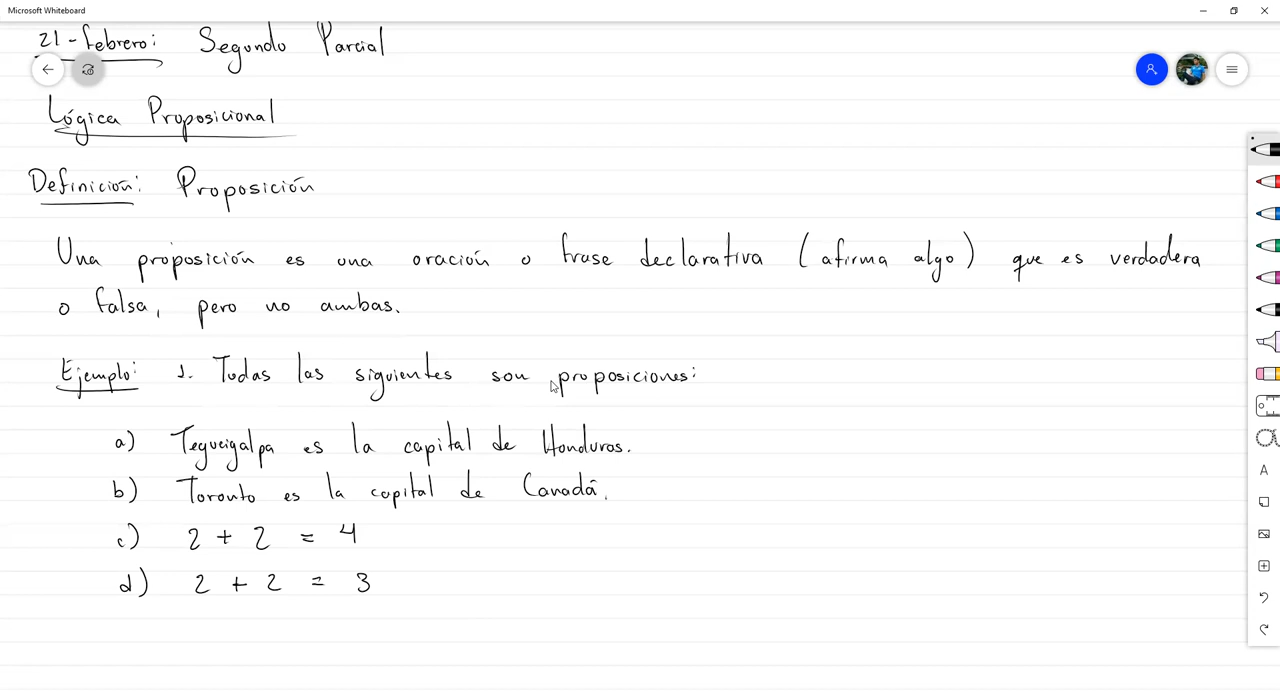 Microsoft Whiteboard
21-febrero: Segundo Parcial
Lógica Proposicional
Definición: Proposición
Una proposición es una oración o frase declarativa (afirma algo) que es verdadera
o falsa, pero no ambas.
Ejemplo: 1. Todas las siguientes son proposiciones:
a) Tegucigalpa es la capital de Honduras.
b) Toronto es la capital de Canadá.
c) 2 + 2 = 4
d) 2 + 2 = 3